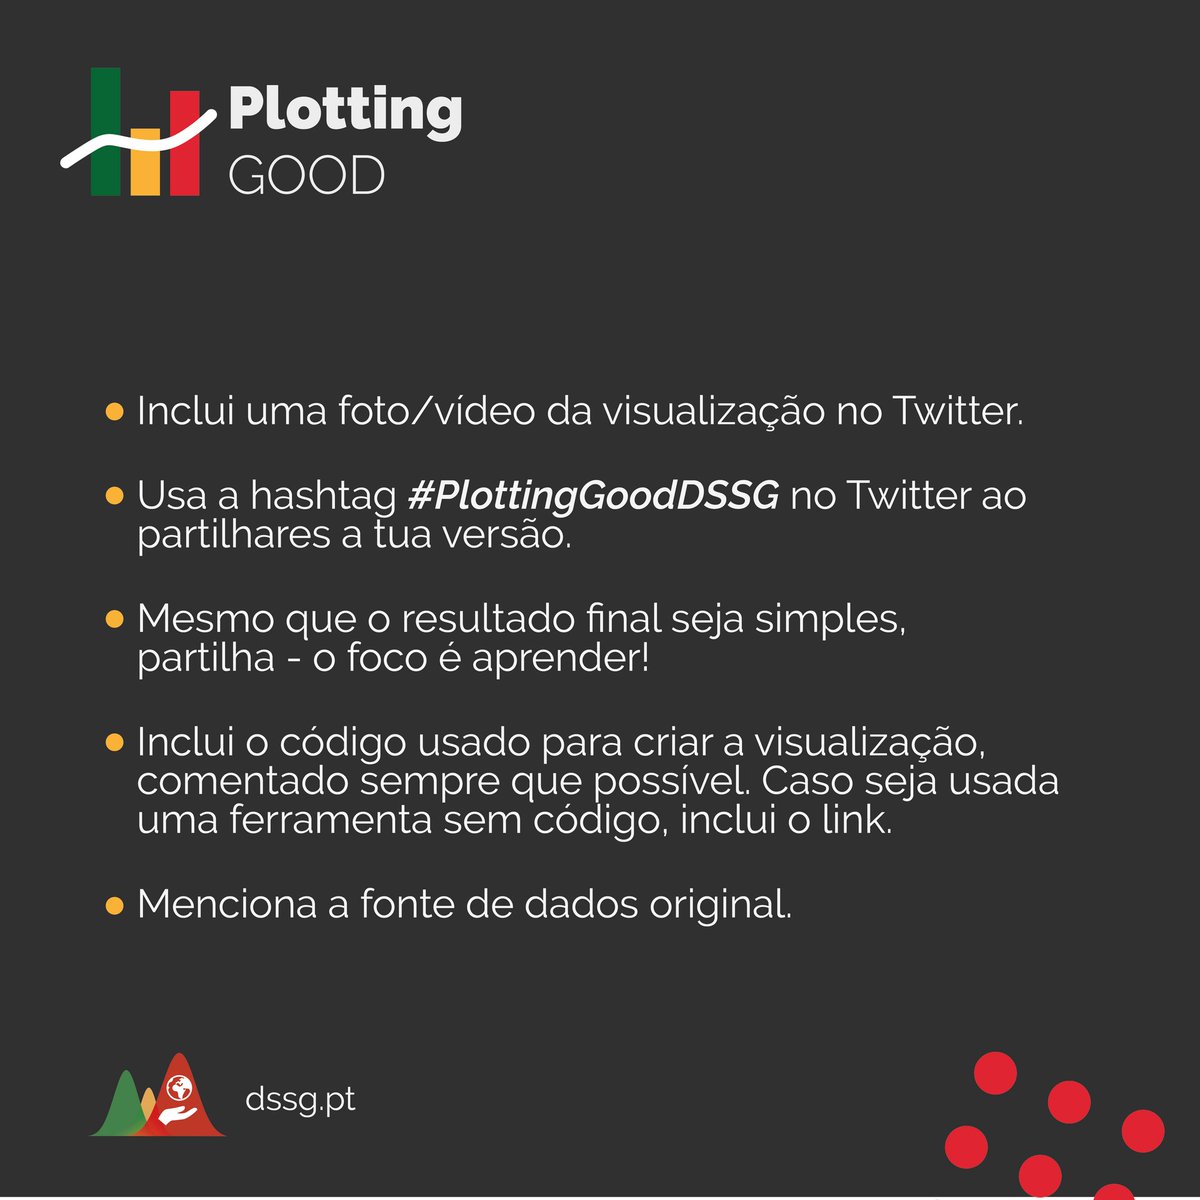 Plotting
GOOD
Inclui uma foto/vídeo da visualização no Twitter.
Usa a hashtag #PlottingGoodDSSG no Twitter ao
partilhares a tua versão.
Mesmo que o resultado final seja simples,
partilha - o foco é aprender!
Inclui o código usado para criar a visualização,
comentado sempre que possível. Caso seja usada
uma ferramenta sem código, inclui o link.
Menciona a fonte de dados original.
dssg.pt